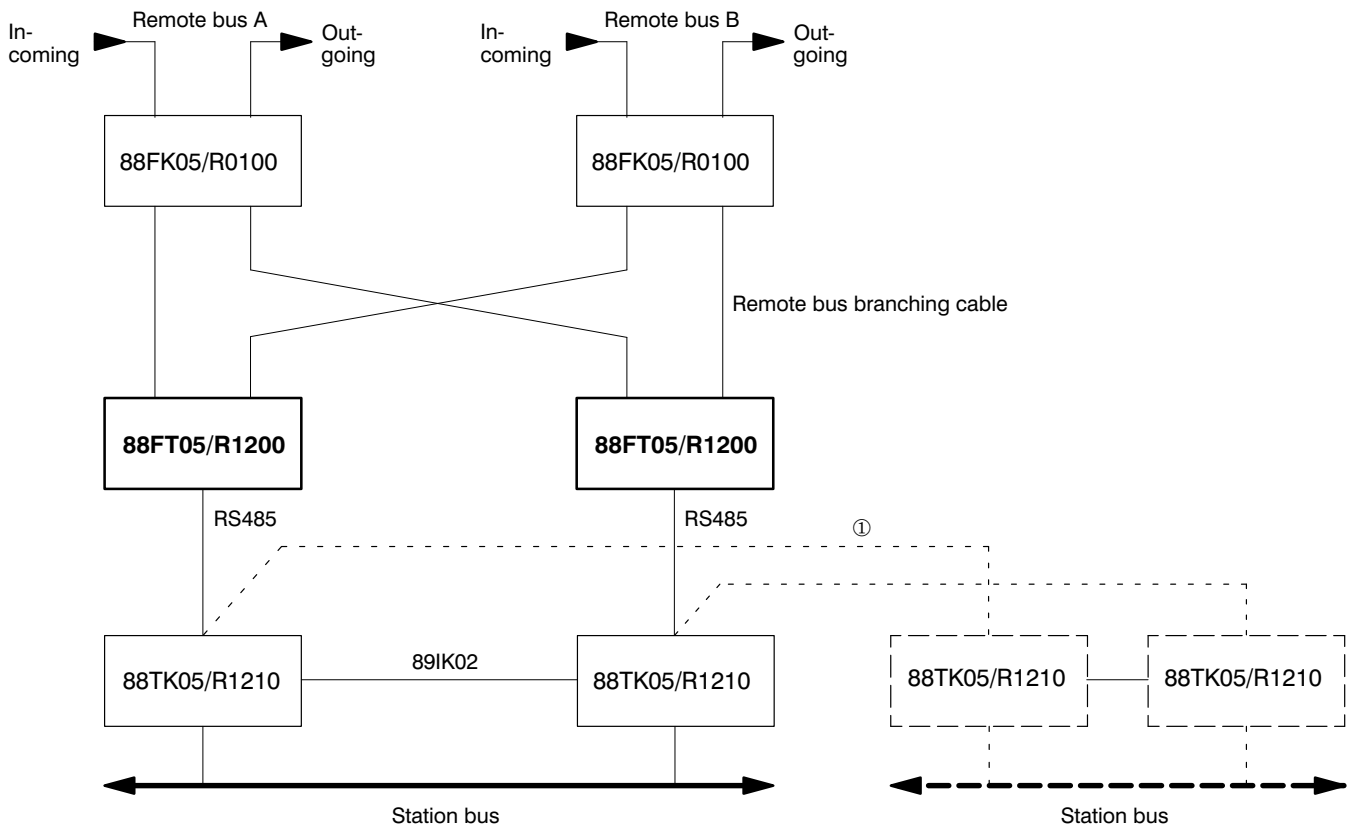 Remote bus A
Remote bus B
In-
coming
Out-
going
In-
coming
Out-
going
88FK05/R0100
88FK05/R0100
Remote bus branching cable
88FT05/R1200
88FT05/R1200
RS485
RS485
①
89IK02
88TK05/R1210
88TK05/R1210
88TK05/R1210
88TK05/R1210
Station bus
Station bus